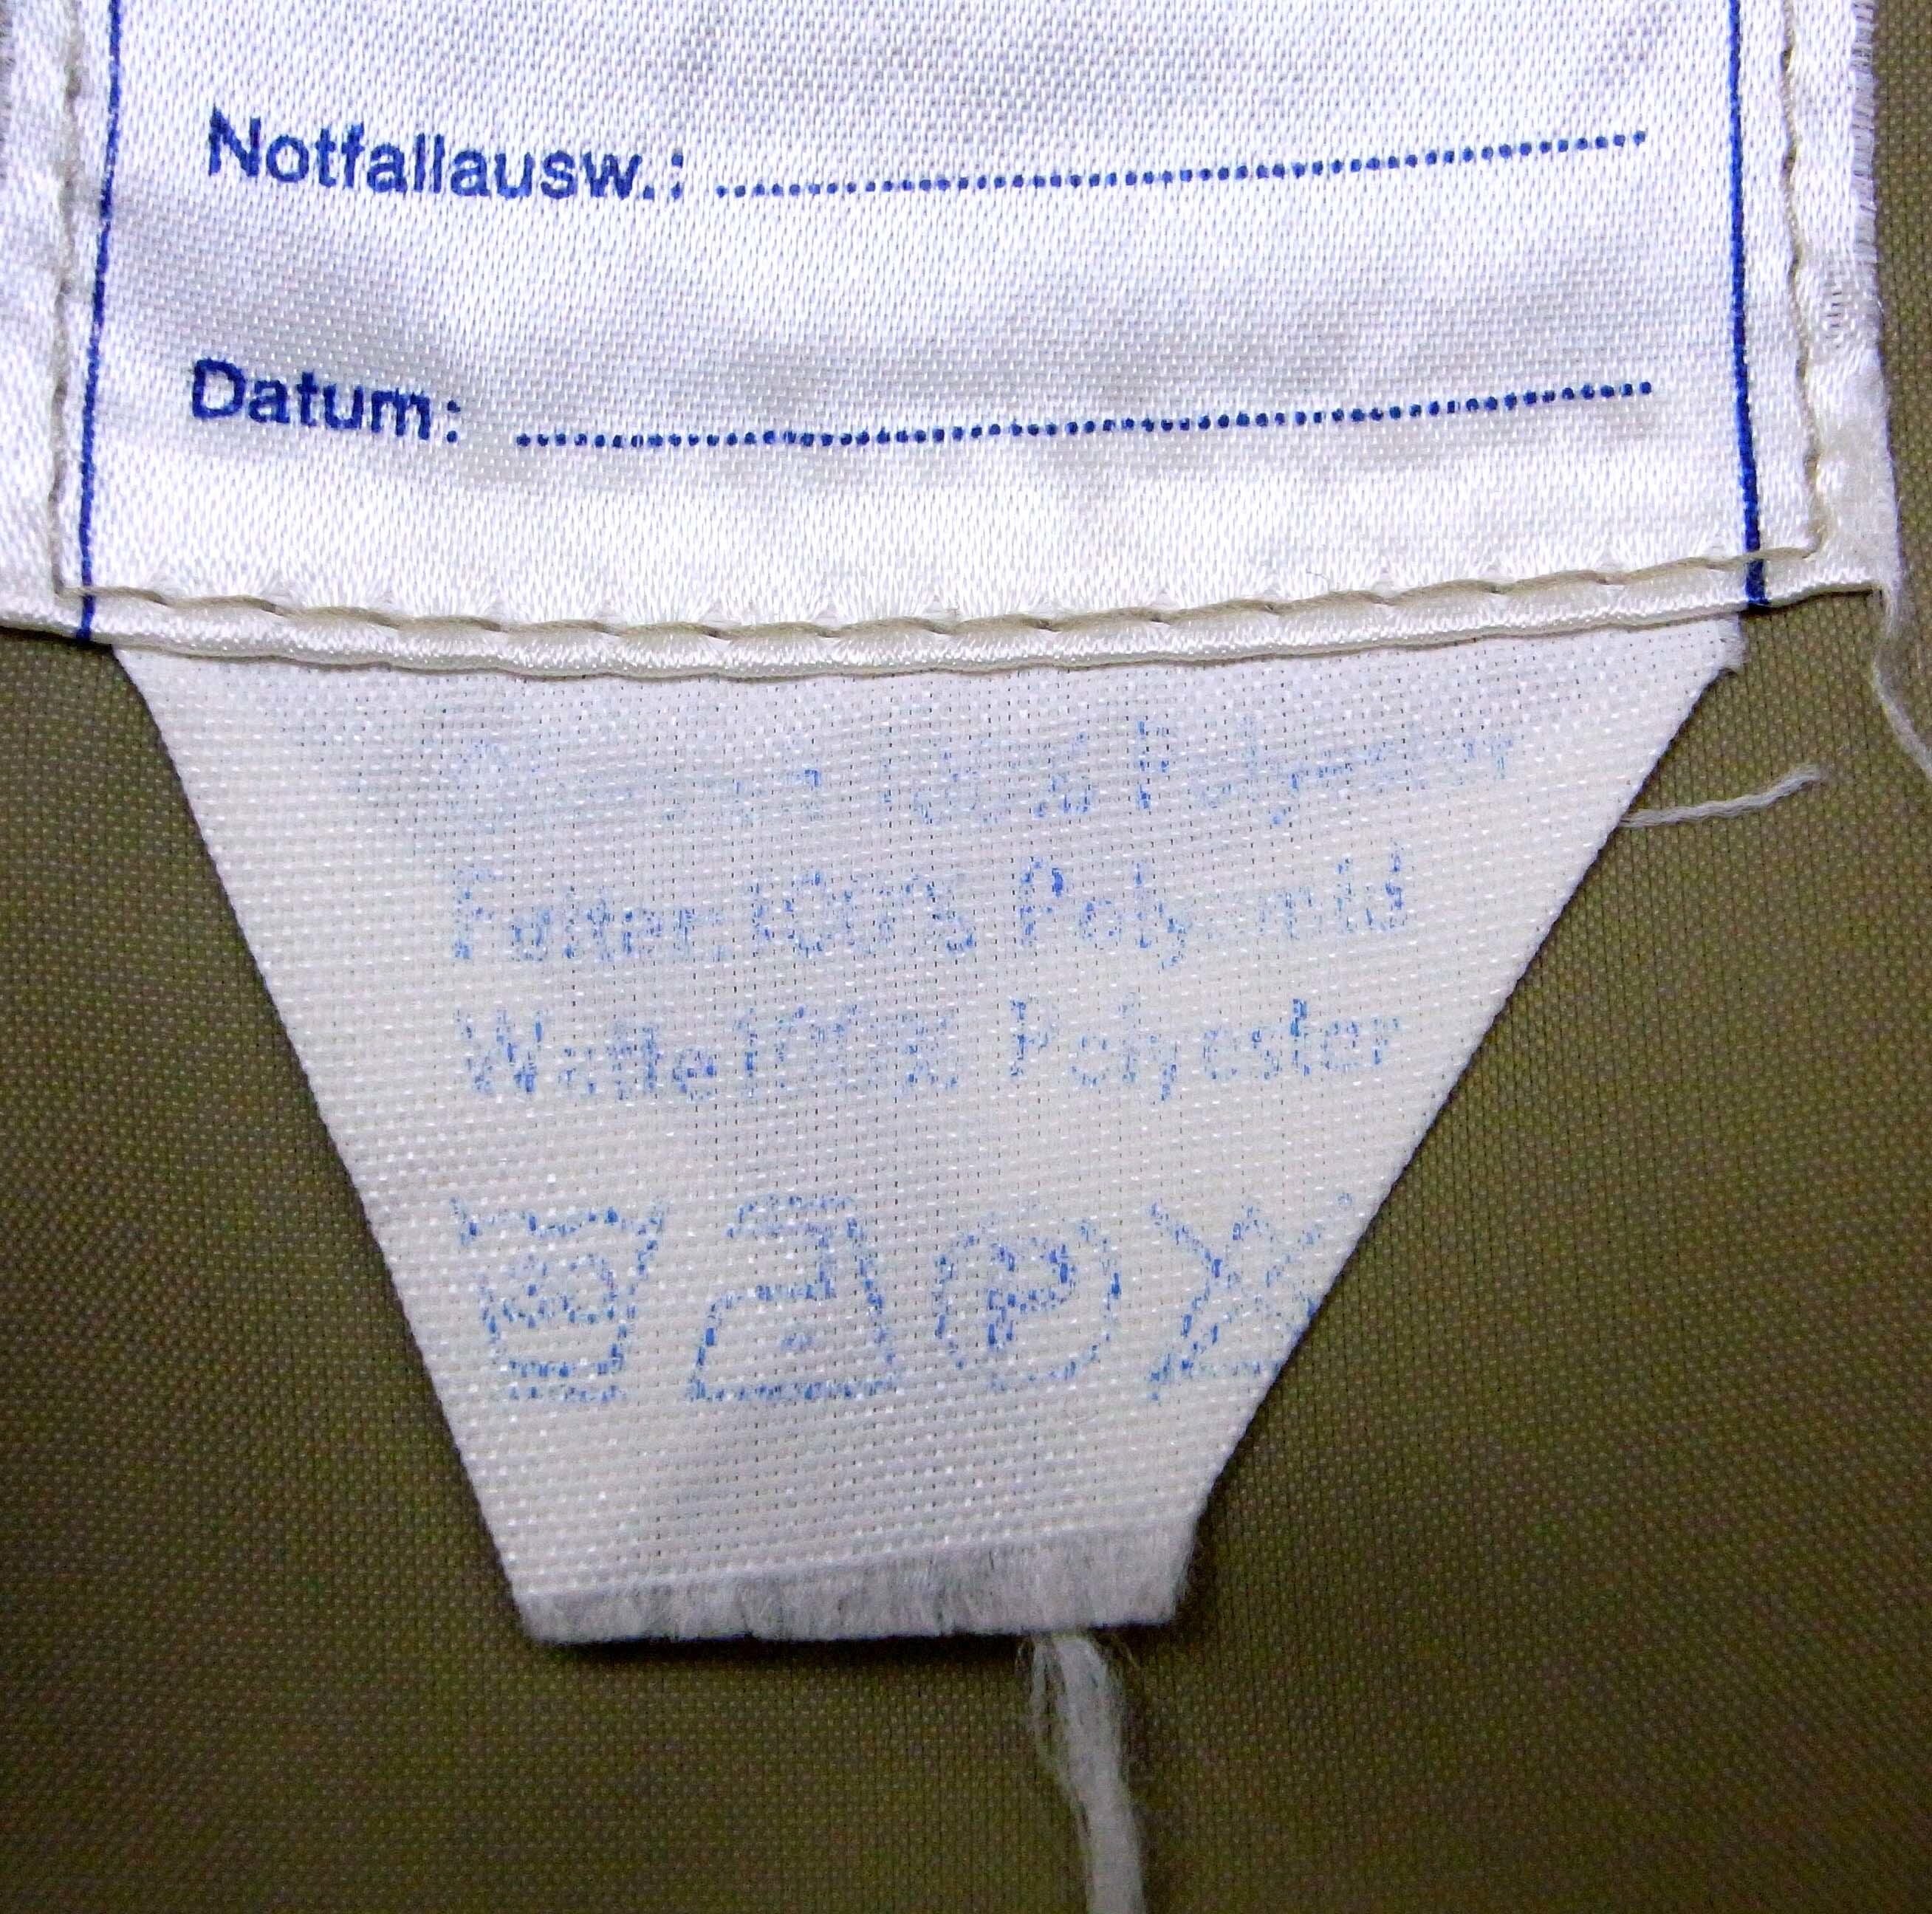 Notfallausw.: ..............................
Datum: ..............................
Futter: 100% Polyamid
Watte 100% Polyester
P